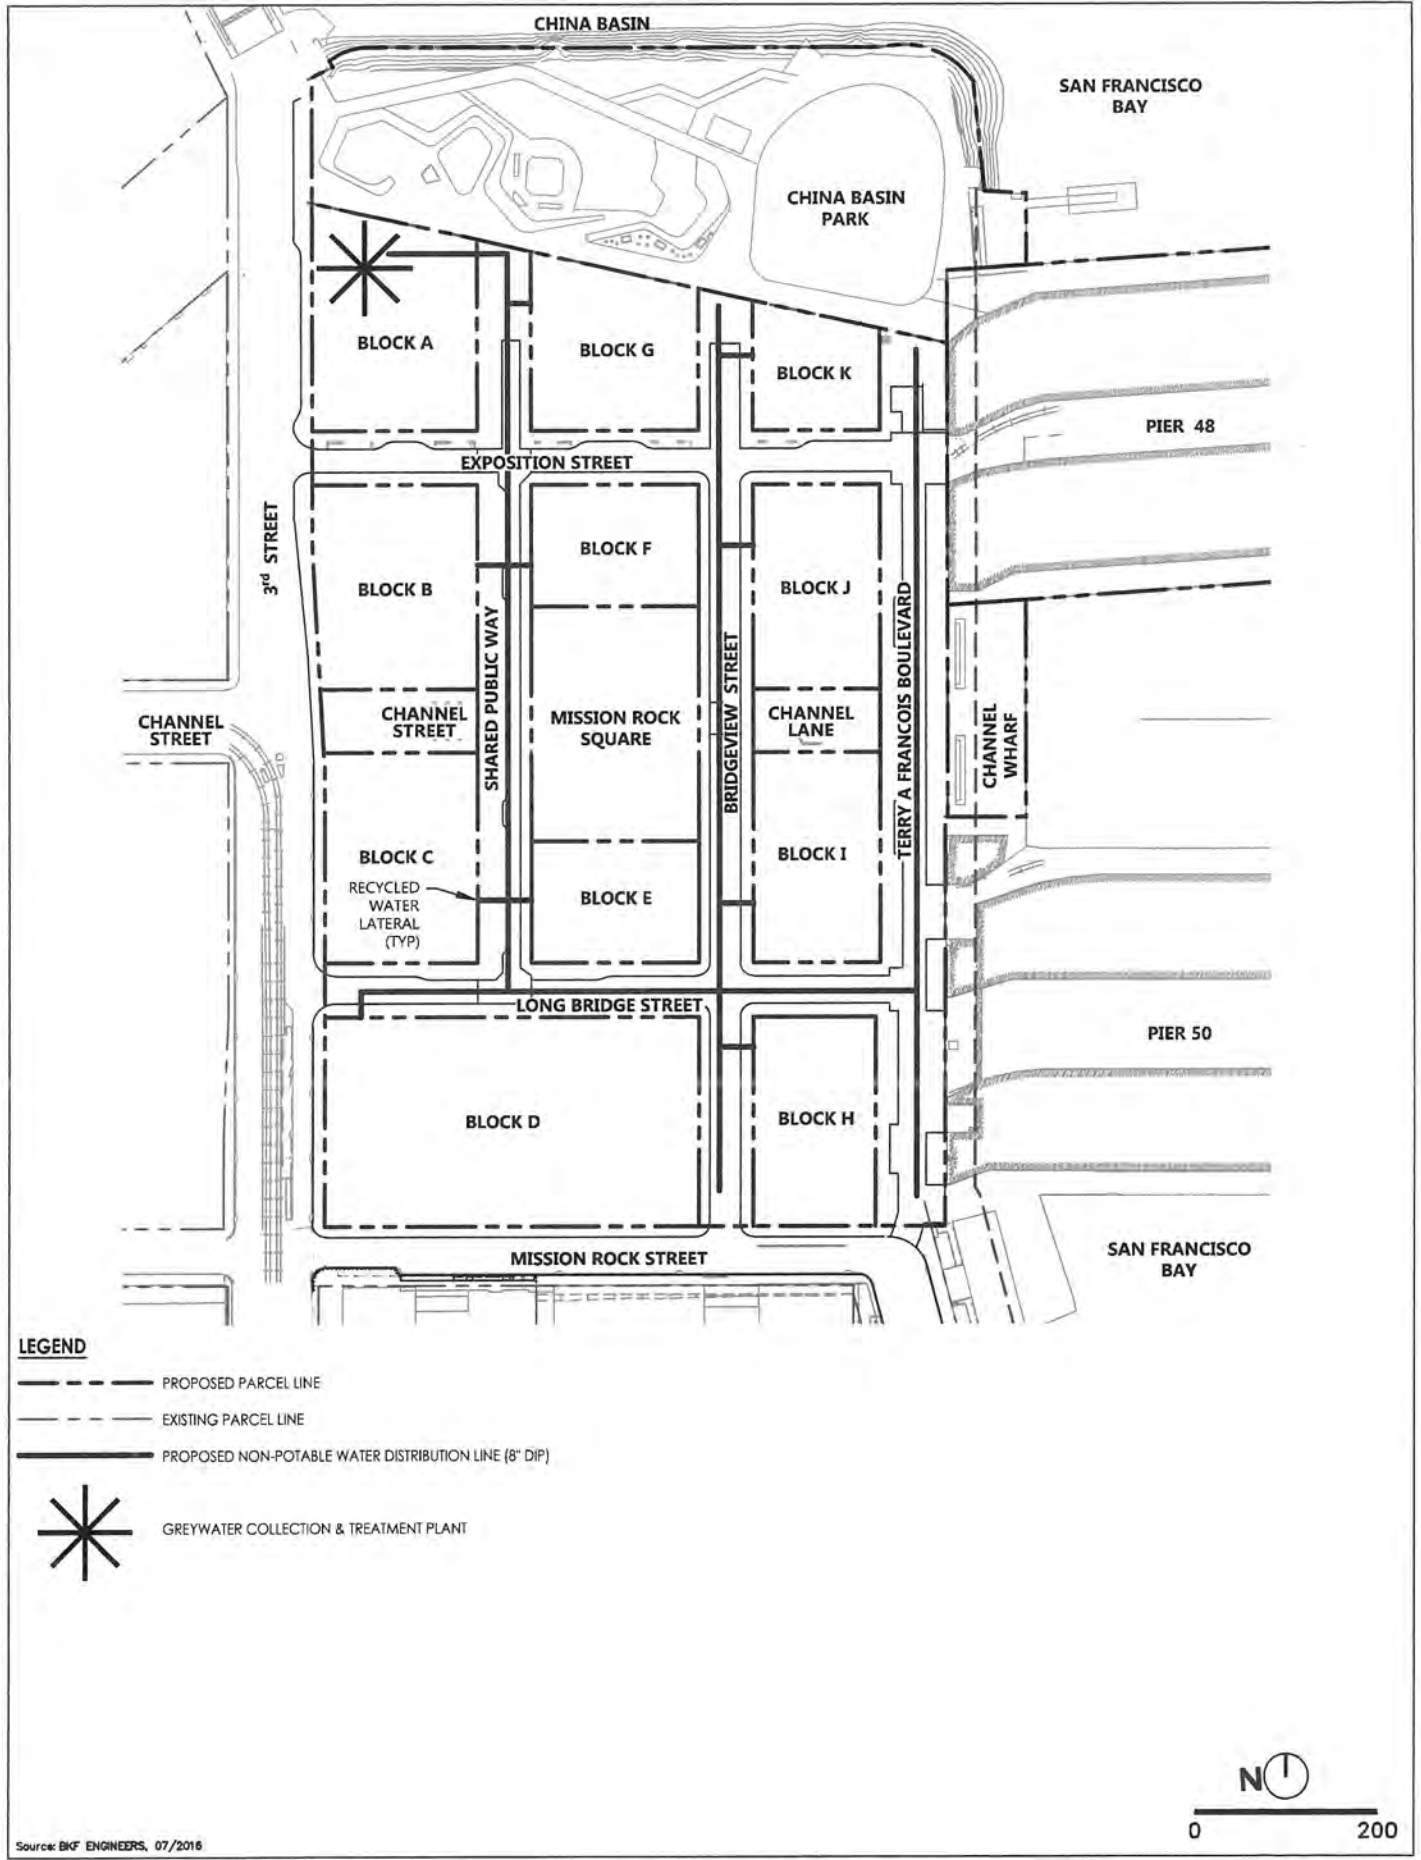 CHINA BASIN
SAN FRANCISCO
BAY
CHINA BASIN
PARK
BLOCK A
BLOCK G
BLOCK K
PIER 48
EXPOSITION STREET
3rd STREET
BLOCK B
BLOCK F
BLOCK J
SHARED PUBLIC WAY
BRIDGEVIEW STREET
TERRY A FRANCOIS BOULEVARD
CHANNEL
STREET
CHANNEL
STREET
MISSION ROCK
SQUARE
CHANNEL
LANE
CHANNEL
WHARF
BLOCK C
RECYCLED
WATER
LATERAL
(TYP)
BLOCK E
BLOCK I
LONG BRIDGE STREET
PIER 50
BLOCK D
BLOCK H
MISSION ROCK STREET
SAN FRANCISCO
BAY
LEGEND
PROPOSED PARCEL LINE
EXISTING PARCEL LINE
PROPOSED NON-POTABLE WATER DISTRIBUTION LINE (8" DIP)
GREYWATER COLLECTION & TREATMENT PLANT
N
0 200
Source: BKF ENGINEERS, 07/2016